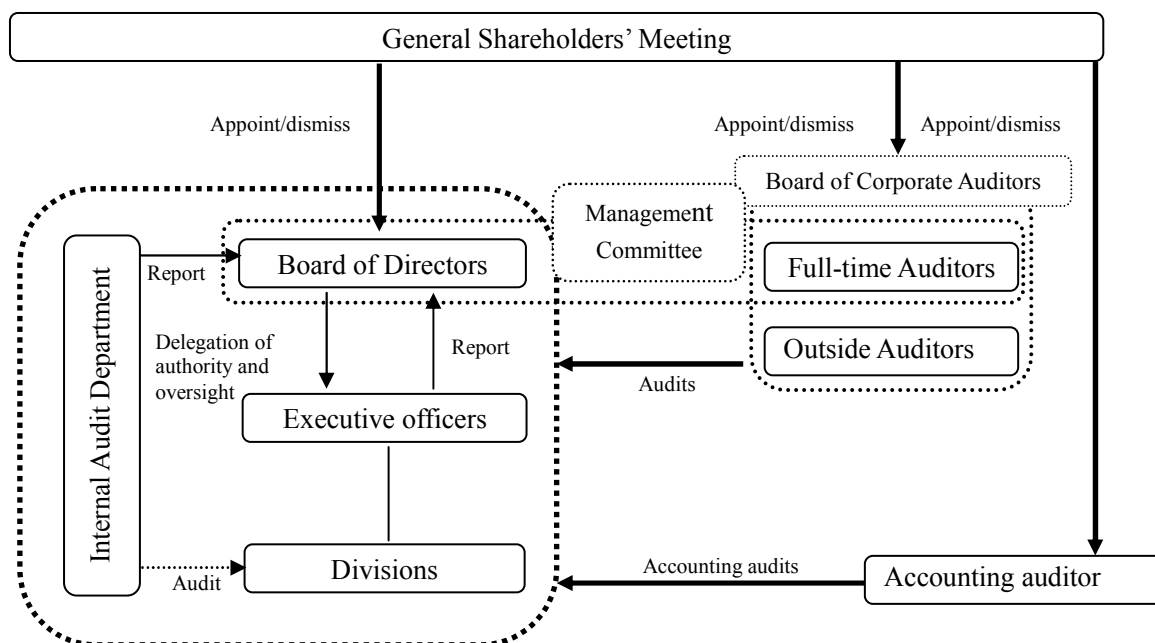 General Shareholders’ Meeting
Appoint/dismiss
Appoint/dismiss
Appoint/dismiss
Board of Corporate Auditors
Management
Committee
Internal Audit Department
Report
Board of Directors
Full-time Auditors
Delegation of
authority and
oversight
Report
Outside Auditors
Audits
Executive officers
Audit
Divisions
Accounting audits
Accounting auditor